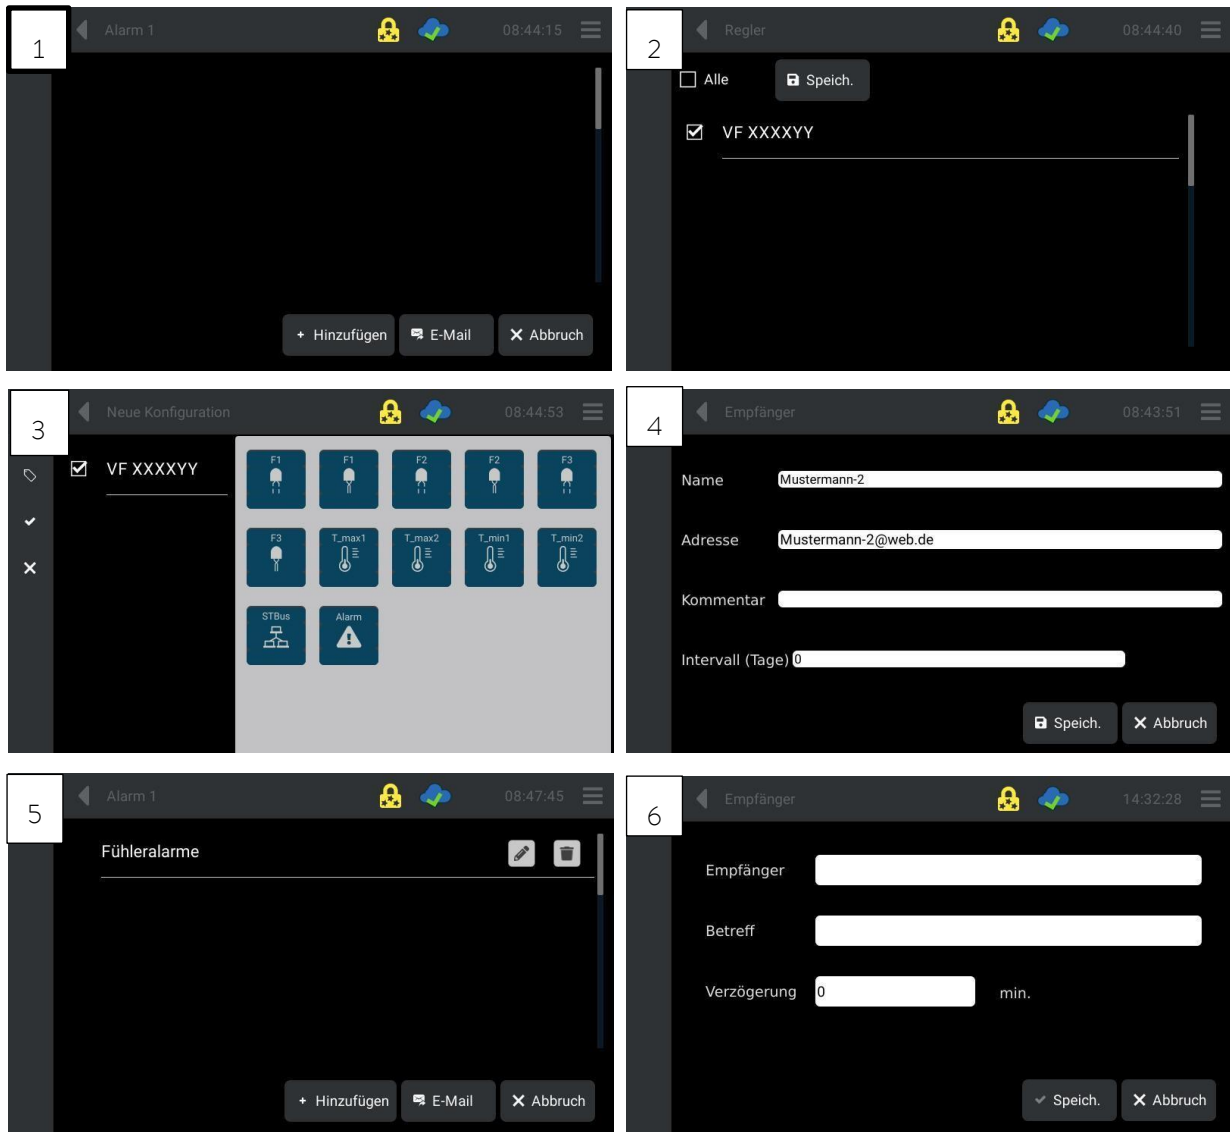 1
Alarm 1
08:44:15
+ Hinzufügen
E-Mail
Abbruch
2
Regler
08:44:40
Alle
Speich.
VF XXXXYY
3
Neue Konfiguration
08:44:53
VF XXXXYY
F1 F1 F2 F2 F3
F3 T_max1 T_max2 T_min1 T_min2
STBus Alarm
4
Empfänger
08:43:51
Name Mustermann-2
Adresse Mustermann-2@web.de
Kommentar
Intervall (Tage) 0
Speich.
Abbruch
5
Alarm 1
08:47:45
Fühleralarme
+ Hinzufügen
E-Mail
Abbruch
6
Empfänger
14:32:28
Empfänger
Betreff
Verzögerung 0 min.
Speich.
Abbruch